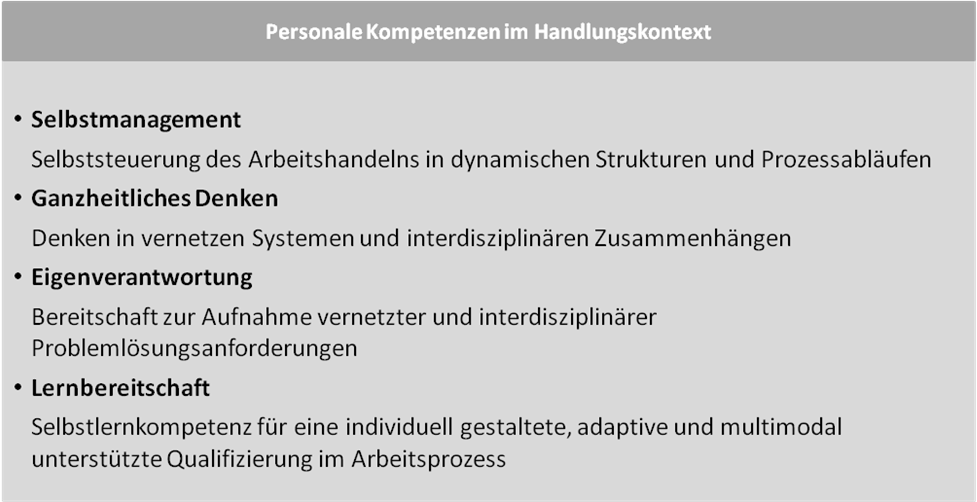 Personale Kompetenzen im Handlungskontext
• Selbstmanagement
Selbststeuerung des Arbeitshandelns in dynamischen Strukturen und Prozessabläufen
• Ganzheitliches Denken
Denken in vernetzen Systemen und interdisziplinären Zusammenhängen
• Eigenverantwortung
Bereitschaft zur Aufnahme vernetzter und interdisziplinärer
Problemlösungsanforderungen
• Lernbereitschaft
Selbstlernkompetenz für eine individuell gestaltete, adaptive und multimodal
unterstützte Qualifizierung im Arbeitsprozess